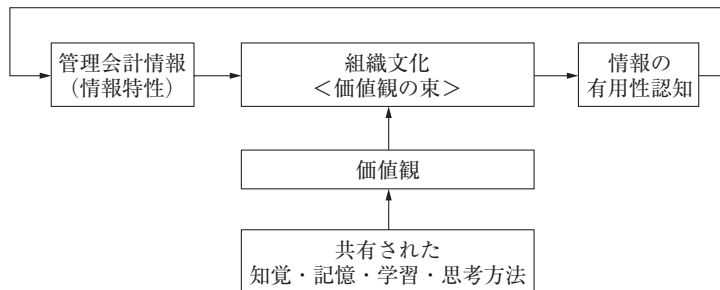 管理会計情報
（情報特性）
組織文化
＜価値観の束＞
情報の
有用性認知
価値観
共有された
知覚・記憶・学習・思考方法